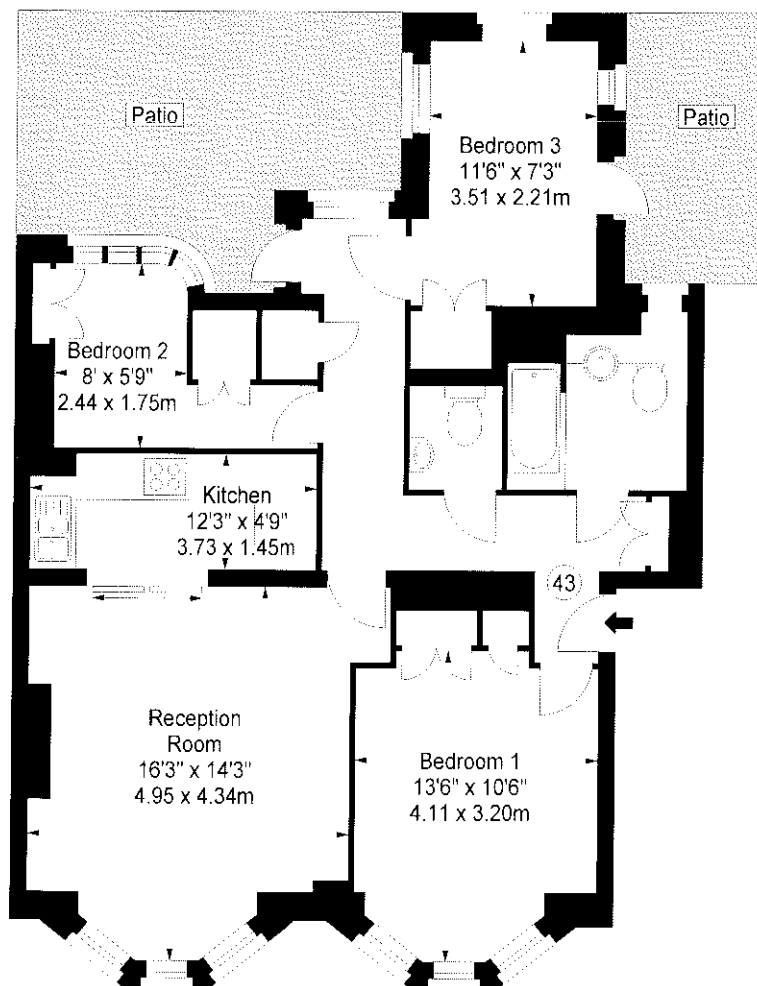 Patio
Patio
Bedroom 3
11'6" x 7'3"
3.51 x 2.21m
Bedroom 2
8' x 5'9"
2.44 x 1.75m
Kitchen
12'3" x 4'9"
3.73 x 1.45m
43
Reception
Room
16'3" x 14'3"
4.95 x 4.34m
Bedroom 1
13'6" x 10'6"
4.11 x 3.20m